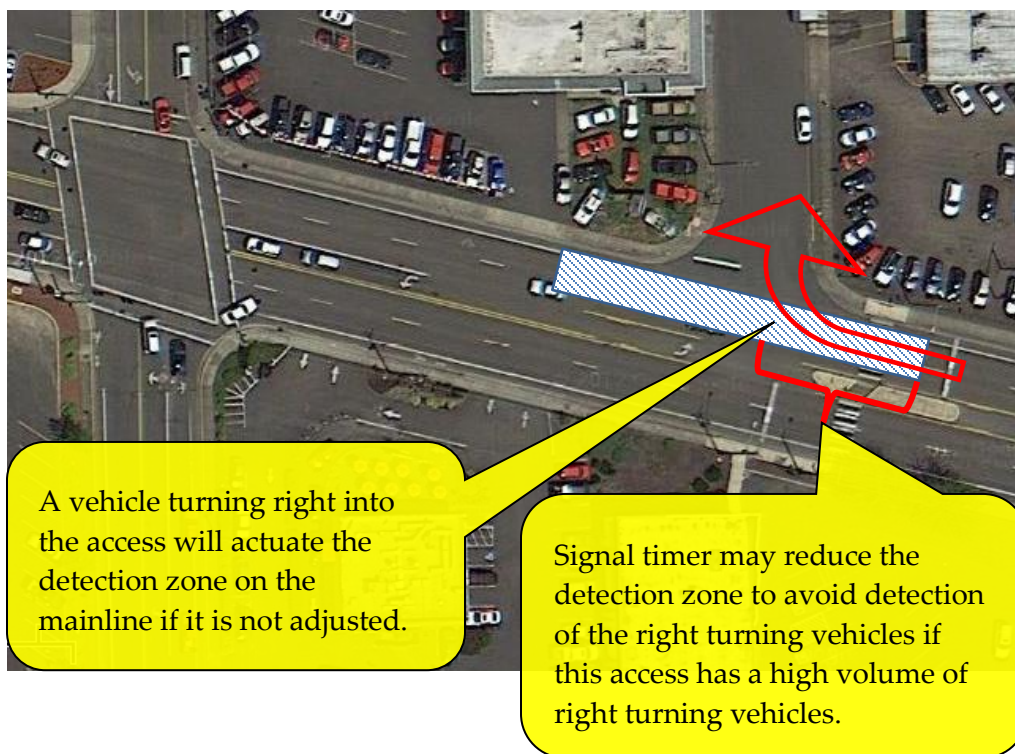 A vehicle turning right into
the access will actuate the
detection zone on the
mainline if it is not adjusted.
Signal timer may reduce the
detection zone to avoid detection
of the right turning vehicles if
this access has a high volume of
right turning vehicles.